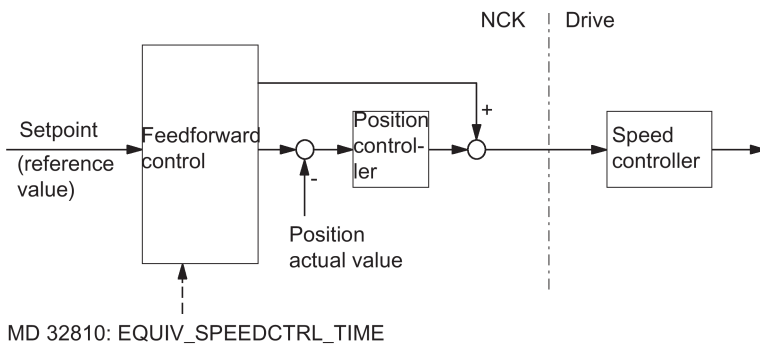 NCK
Drive
+
Setpoint
(reference
value)
Feedforward
control
-
Position
control-
ler
Speed
controller
Position
actual value
MD 32810: EQUIV_SPEEDCTRL_TIME